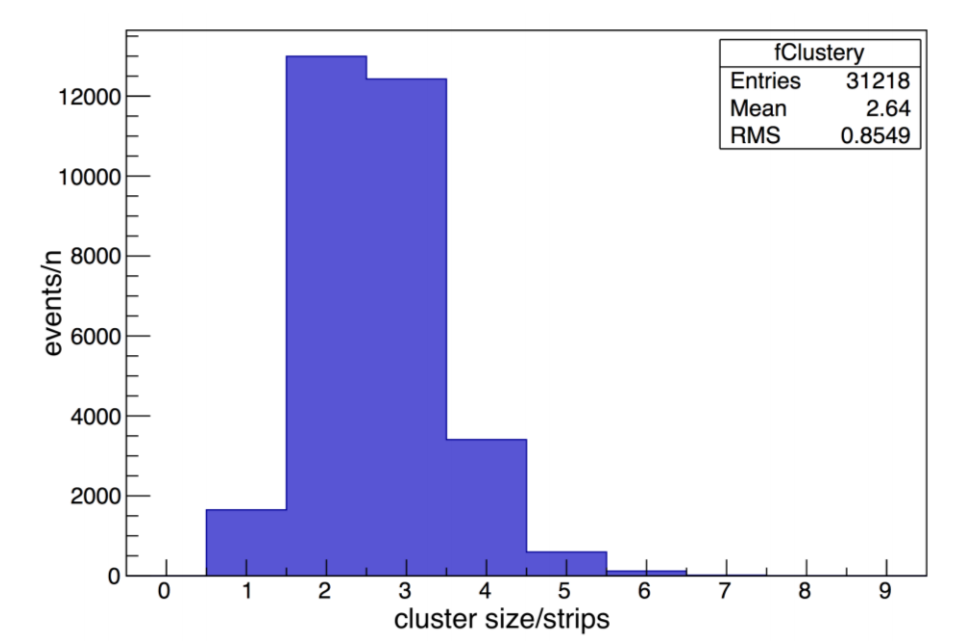 fClustery
Entries 31218
Mean 2.64
RMS 0.8549
events/n
12000
10000
8000
6000
4000
2000
0
0 1 2 3 4 5 6 7 8 9
cluster size/strips